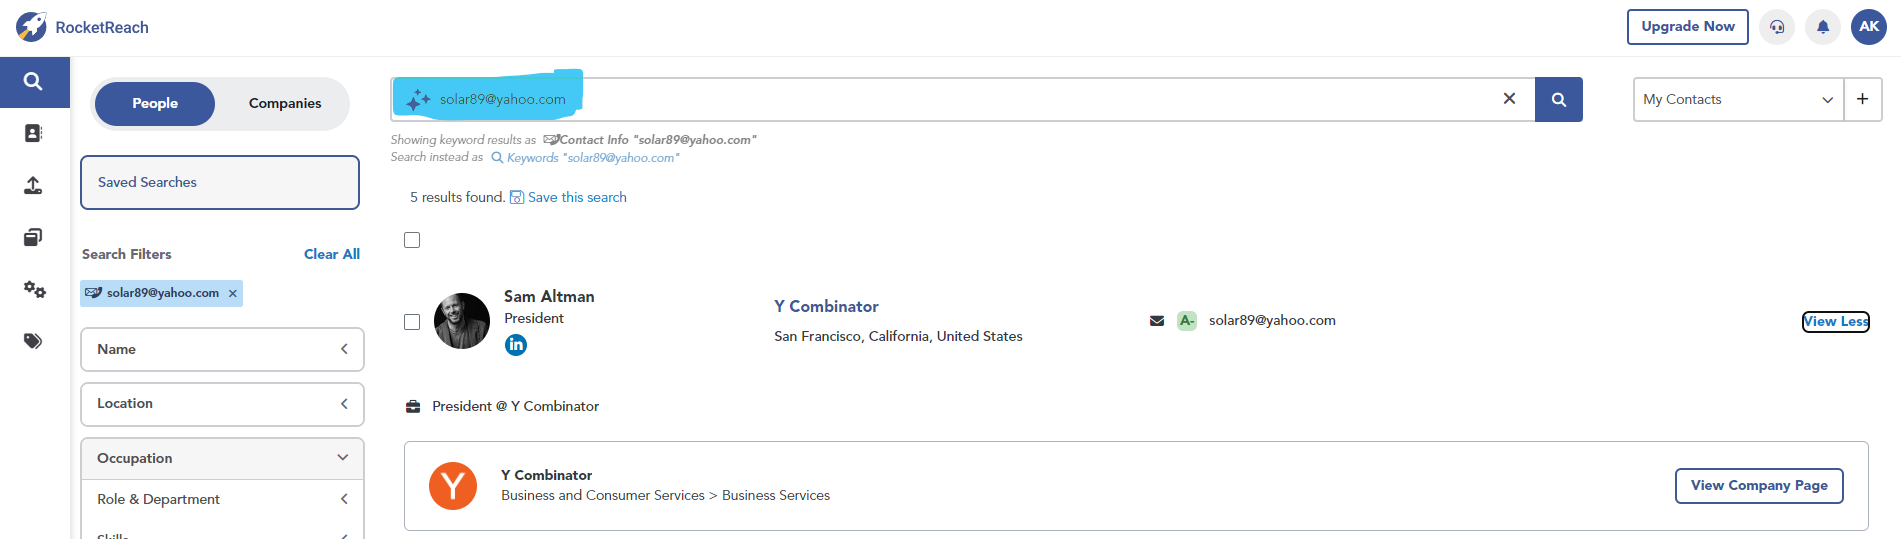 RocketReach
Upgrade Now
AK
People
Companies
solar89@yahoo.com
My Contacts
Showing keyword results as Contact Info "solar89@yahoo.com"
Search instead as Keywords "solar89@yahoo.com"
Saved Searches
5 results found. Save this search
Search Filters
Clear All
solar89@yahoo.com
Sam Altman
President
Y Combinator
San Francisco, California, United States
A-
solar89@yahoo.com
View Less
Name
Location
President @ Y Combinator
Occupation
Role & Department
Skills
Y Combinator
Business and Consumer Services > Business Services
View Company Page